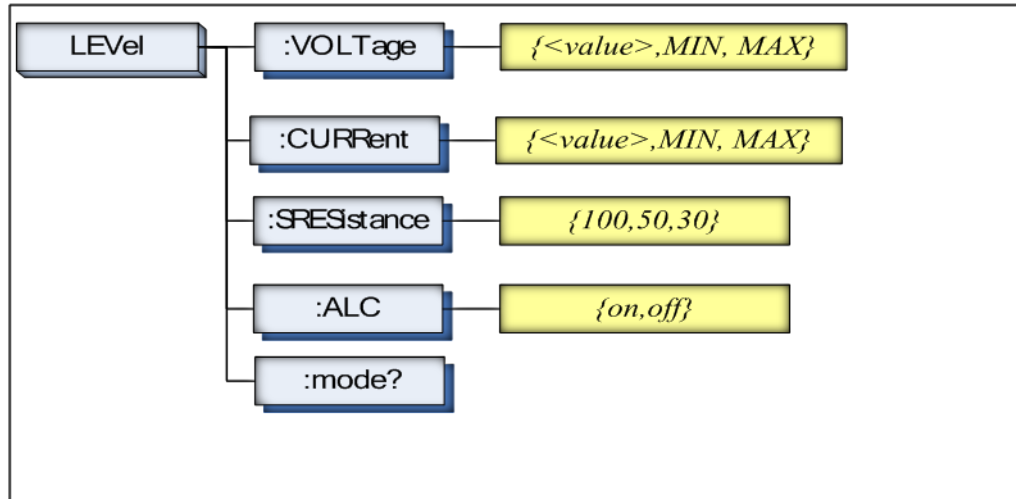 LEVel
:VOLTage
{<value>,MIN, MAX}
:CURRent
{<value>,MIN, MAX}
:SRESistance
{100,50,30}
:ALC
{on,off}
:mode?